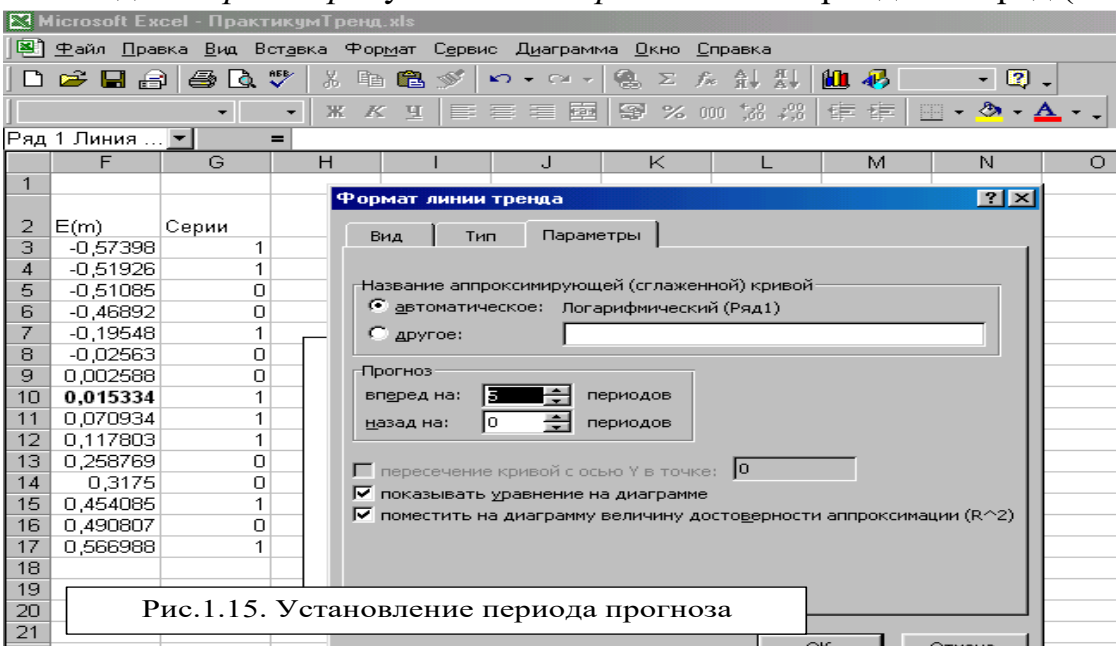 Microsoft Excel - ПрактикумТренд.xls
Файл Правка Вид Вставка Формат Сервис Диаграмма Окно Справка
Ж К Ч % 000
Ряд 1 Линия ... =
F G H I J K L M N O
1
2 E(m) Серии
3 -0,57398 1
4 -0,51926 1
5 -0,51085 0
6 -0,46892 0
7 -0,19548 1
8 -0,02563 0
9 0,002588 0
10 0,015334 1
11 0,070934 1
12 0,117803 1
13 0,258769 0
14 0,3175 0
15 0,454085 1
16 0,490807 0
17 0,566988 1
18
19
20
21
Формат линии тренда
Вид Тип Параметры
Название аппроксимирующей (сглаженной) кривой
автоматическое: Логарифмический (Ряд1)
другое:
Прогноз
вперед на: 5 периодов
назад на: 0 периодов
пересечение кривой с осью Y в точке: 0
показывать уравнение на диаграмме
поместить на диаграмму величину достоверности аппроксимации (R^2)
Рис.1.15. Установление периода прогноза